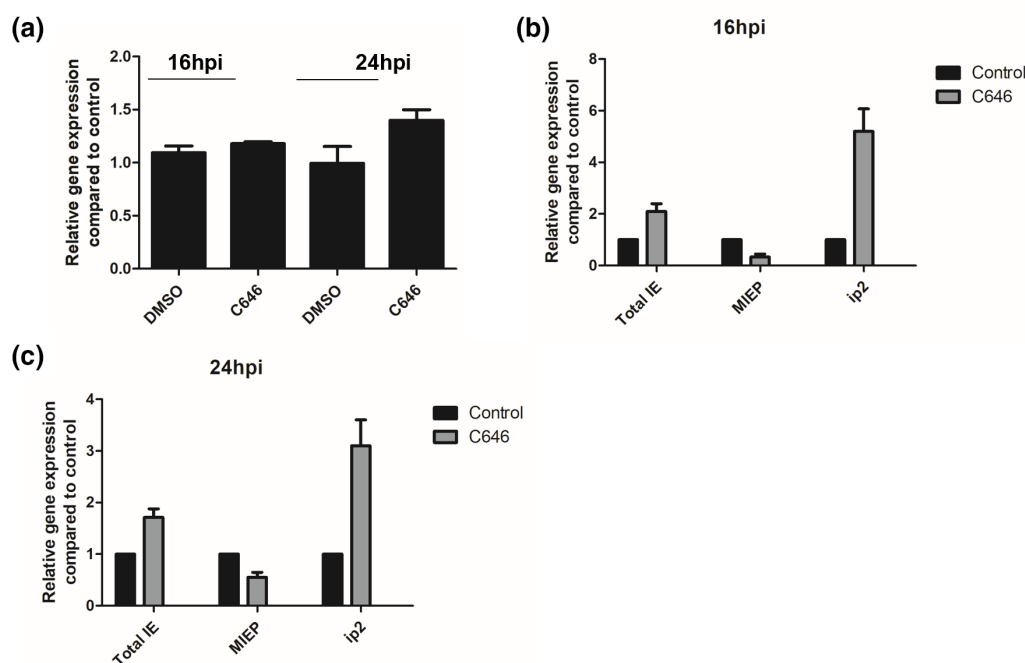 (a)
16hpi
24hpi
Relative gene expression
compared to control
2.0
1.5
1.0
0.5
0.0
DMSO
C646
DMSO
C646
(b)
16hpi
Relative gene expression
compared to control
8
6
4
2
0
Total IE
MIEP
ip2
Control
C646
(c)
24hpi
Relative gene expression
compared to control
4
3
2
1
0
Total IE
MIEP
ip2
Control
C646